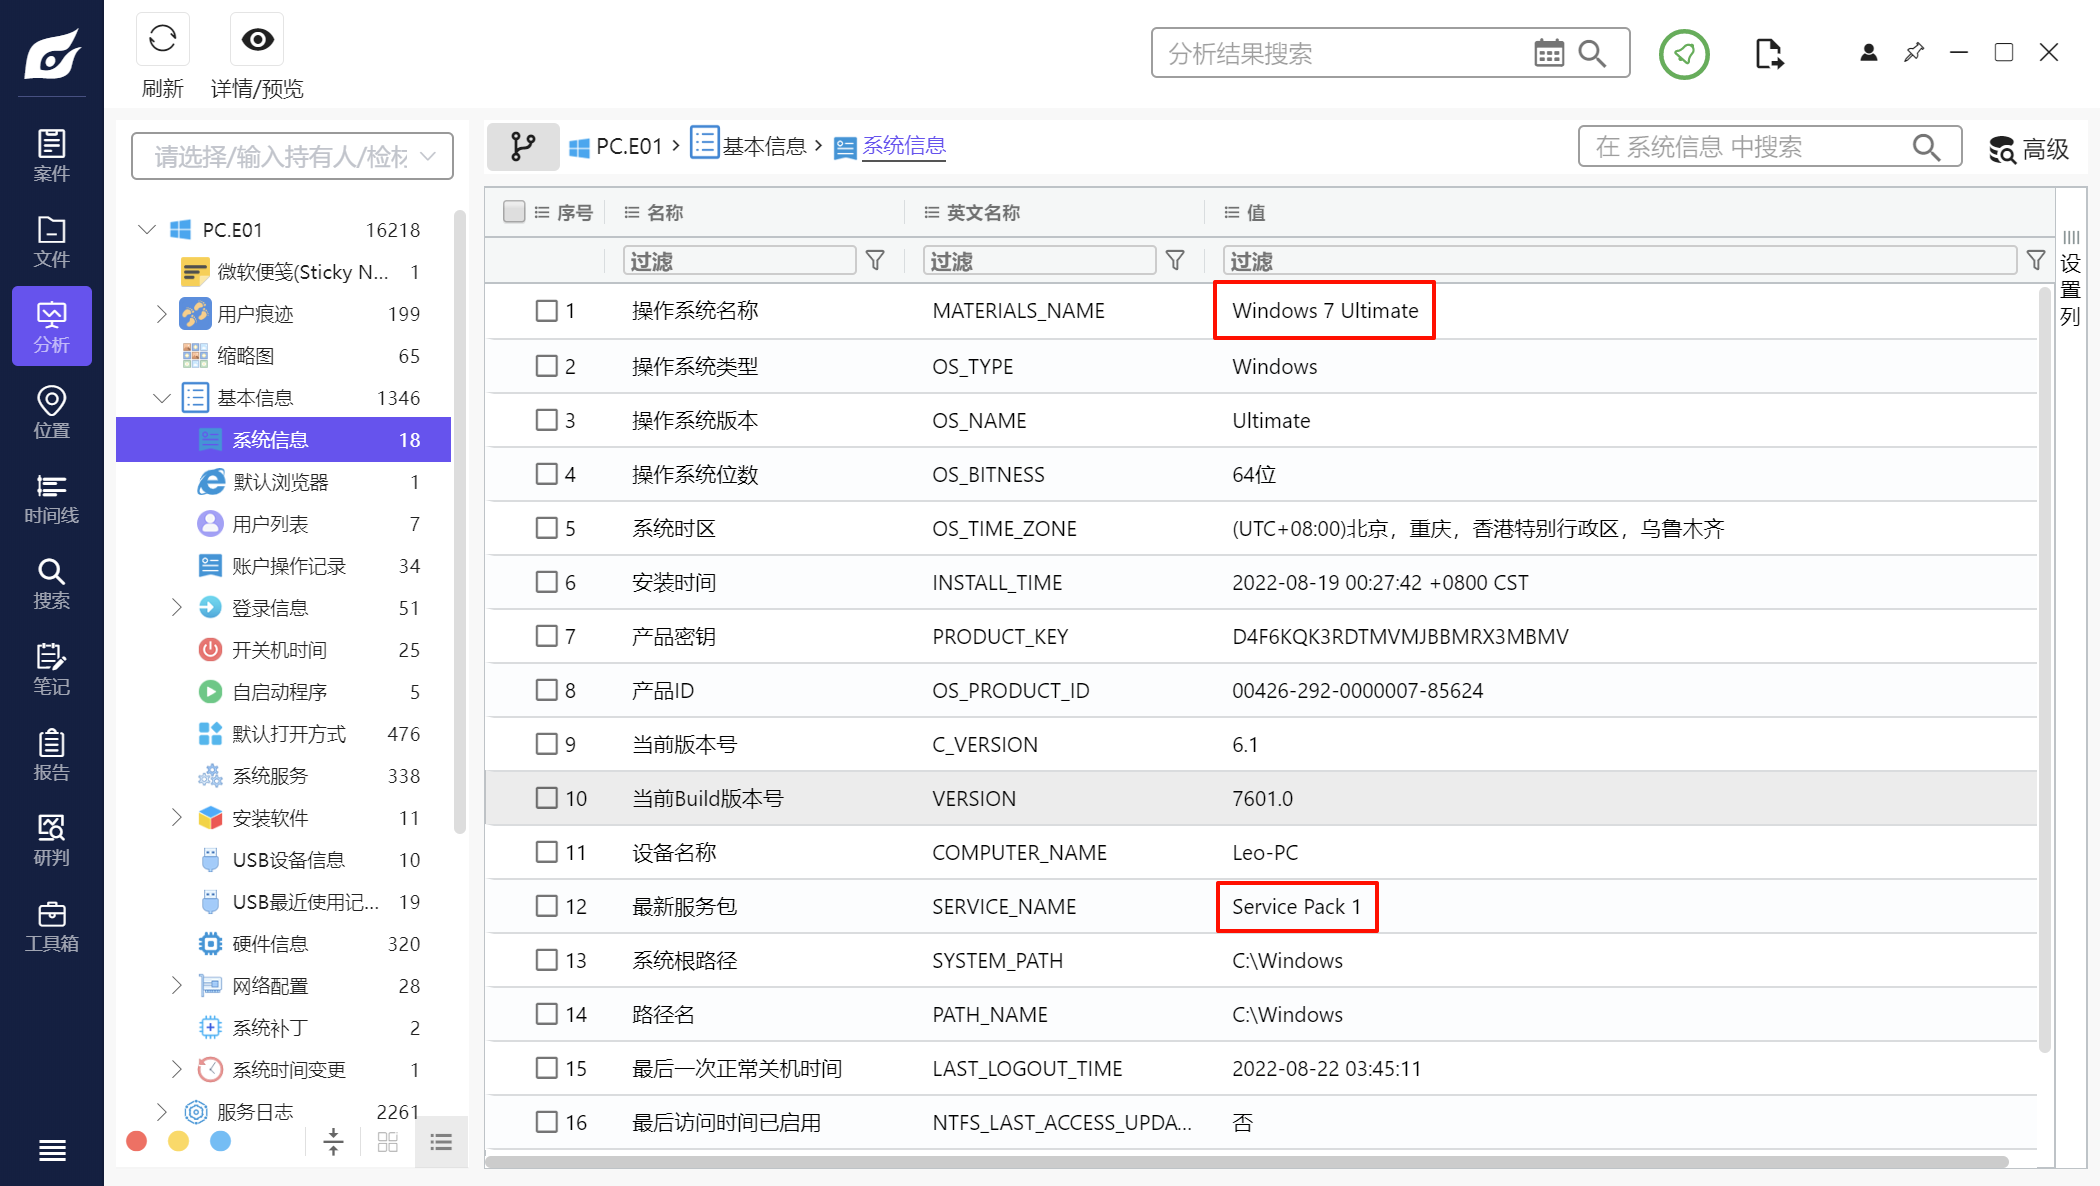 刷新
详情/预览
分析结果搜索
案件
文件
分析
位置
时间线
搜索
笔记
报告
研判
工具箱
请选择/输入持有人/检材
PC.E01 16218
微软便笺(Sticky N... 1
用户痕迹 199
缩略图 65
基本信息 1346
系统信息 18
默认浏览器 1
用户列表 7
账户操作记录 34
登录信息 51
开关机时间 25
自启动程序 5
默认打开方式 476
系统服务 338
安装软件 11
USB设备信息 10
USB最近使用记... 19
硬件信息 320
网络配置 28
系统补丁 2
系统时间变更 1
服务日志 2261
PC.E01 > 基本信息 > 系统信息
在 系统信息 中搜索
高级
序号 名称 英文名称 值
过滤 过滤 过滤
1 操作系统名称 MATERIALS_NAME Windows 7 Ultimate
2 操作系统类型 OS_TYPE Windows
3 操作系统版本 OS_NAME Ultimate
4 操作系统位数 OS_BITNESS 64位
5 系统时区 OS_TIME_ZONE (UTC+08:00)北京，重庆，香港特别行政区，乌鲁木齐
6 安装时间 INSTALL_TIME 2022-08-19 00:27:42 +0800 CST
7 产品密钥 PRODUCT_KEY D4F6KQK3RDTMVMJBBMRX3MBMV
8 产品ID OS_PRODUCT_ID 00426-292-0000007-85624
9 当前版本号 C_VERSION 6.1
10 当前Build版本号 VERSION 7601.0
11 设备名称 COMPUTER_NAME Leo-PC
12 最新服务包 SERVICE_NAME Service Pack 1
13 系统根路径 SYSTEM_PATH C:\Windows
14 路径名 PATH_NAME C:\Windows
15 最后一次正常关机时间 LAST_LOGOUT_TIME 2022-08-22 03:45:11
16 最后访问时间已启用 NTFS_LAST_ACCESS_UPDA... 否
设置列